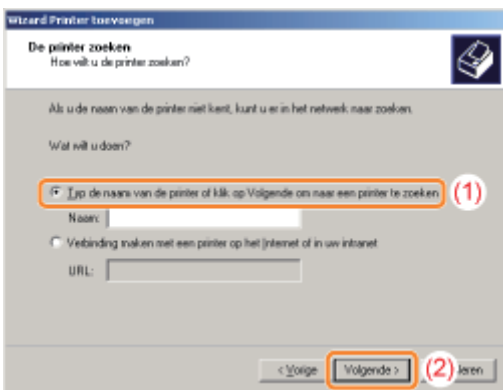 Wizard Printer toevoegen
De printer zoeken
Hoe wilt u de printer zoeken?
Als u de naam van de printer niet kent, kunt u er in het netwerk naar zoeken.
Wat wilt u doen?
Typ de naam van de printer of klik op Volgende om naar een printer te zoeken
(1)
Naam:
Verbinding maken met een printer op het Internet of in uw intranet
URL:
< Vorige
Volgende >
(2)